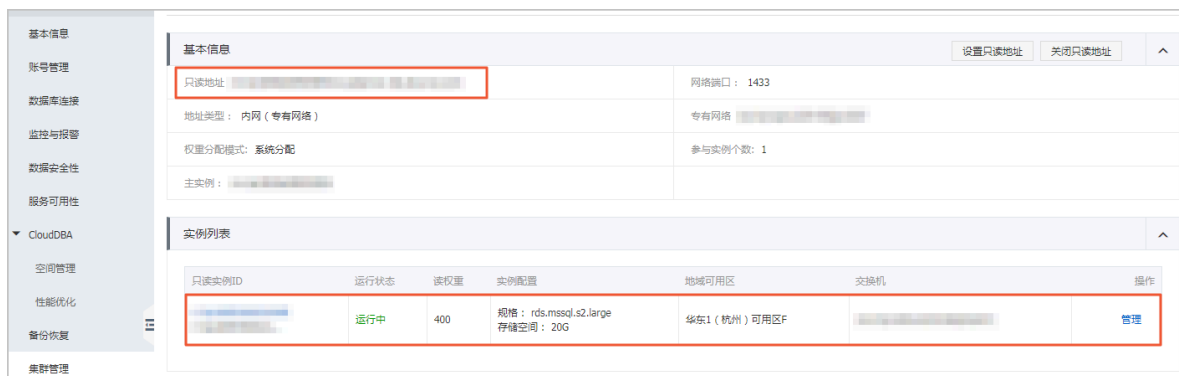 基本信息
账号管理
数据库连接
监控与报警
数据安全性
服务可用性
CloudDBA
空间管理
性能优化
备份恢复
集群管理
基本信息
设置只读地址 关闭只读地址
只读地址
网络端口： 1433
地址类型： 内网 ( 专有网络 )
专有网络
权重分配模式: 系统分配
参与实例个数: 1
主实例：
实例列表
只读实例ID 运行状态 读权重 实例配置 地域可用区 交换机 操作
运行中 400 规格： rds.mssql.s2.large 华东1 ( 杭州 ) 可用区F 管理
存储空间： 20G